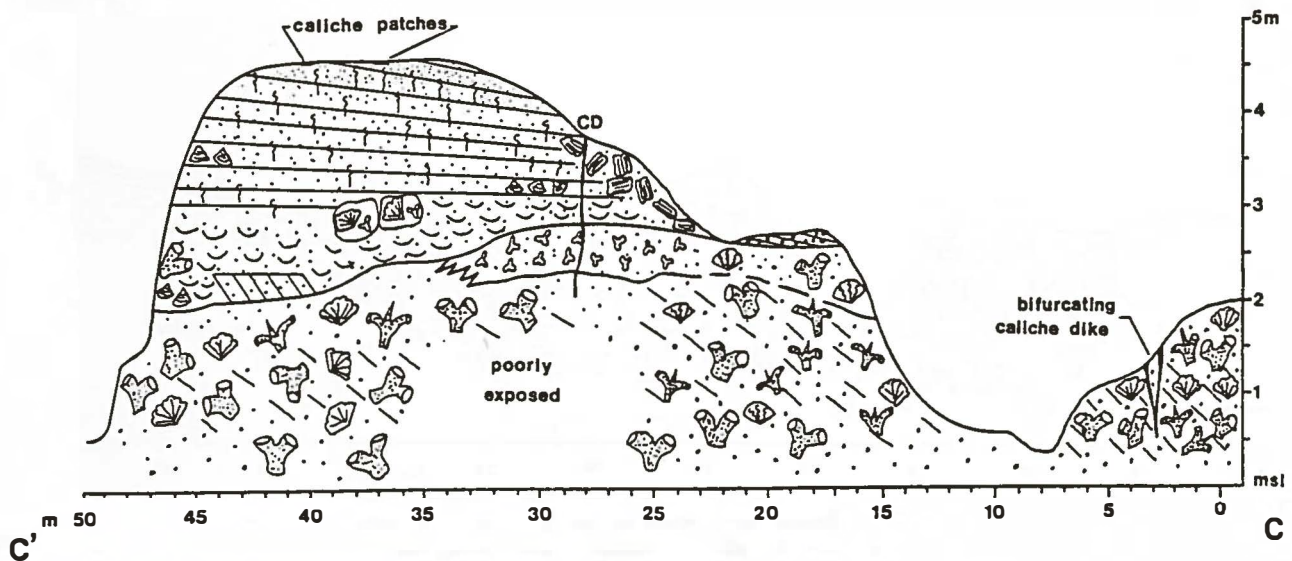 caliche patches
5m
4
CD
3
bifurcating
caliche dike
2
poorly
exposed
1
msl
m 50 45 40 35 30 25 20 15 10 5 0
C' C